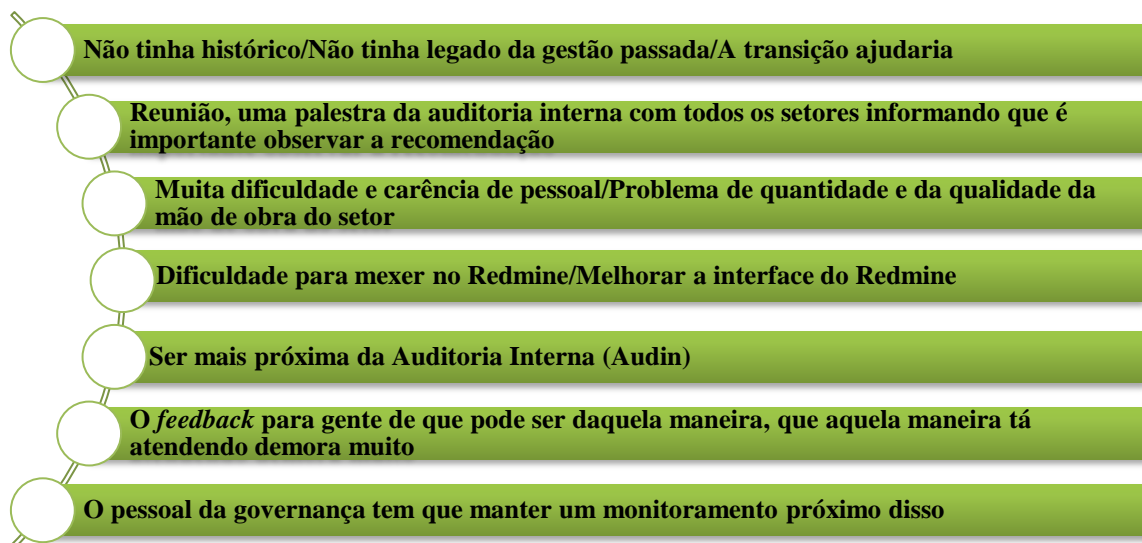 Não tinha histórico/Não tinha legado da gestão passada/A transição ajudaria
Reunião, uma palestra da auditoria interna com todos os setores informando que é
importante observar a recomendação
Muita dificuldade e carência de pessoal/Problema de quantidade e da qualidade da
mão de obra do setor
Dificuldade para mexer no Redmine/Melhorar a interface do Redmine
Ser mais próxima da Auditoria Interna (Audin)
O feedback para gente de que pode ser daquela maneira, que aquela maneira tá
atendendo demora muito
O pessoal da governança tem que manter um monitoramento próximo disso